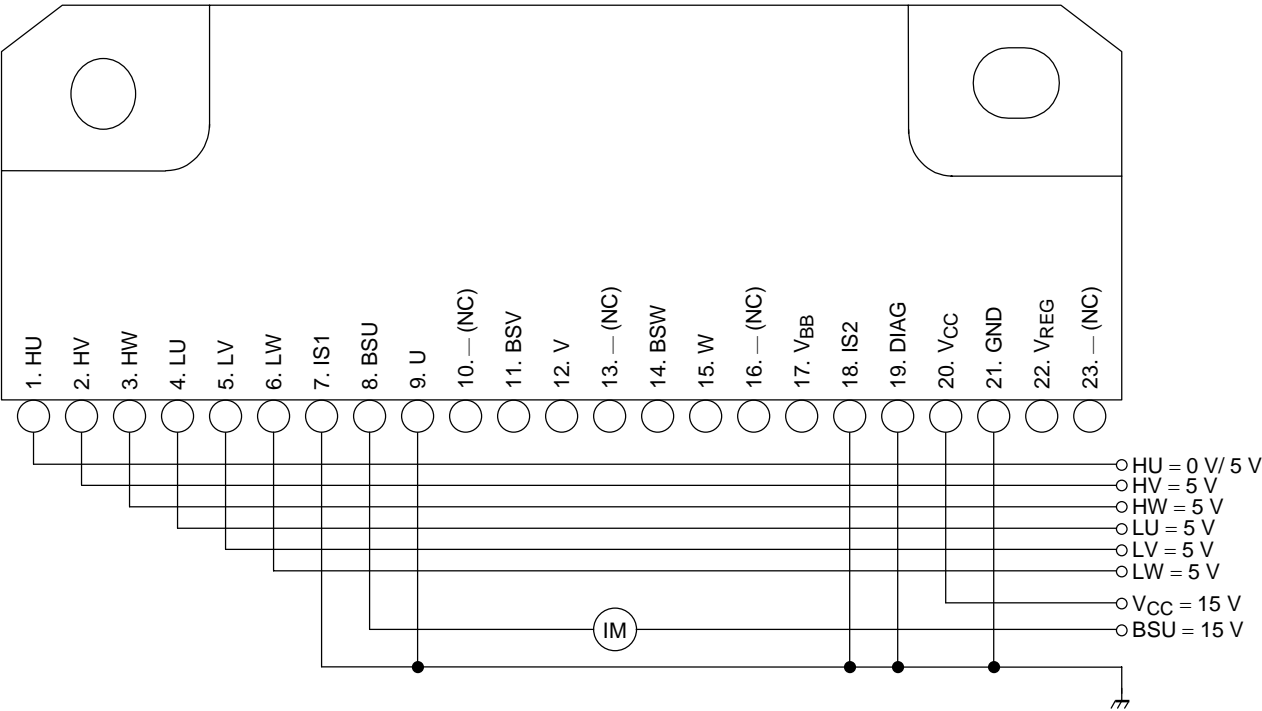 1. HU
2. HV
3. HW
4. LU
5. LV
6. LW
7. IS1
8. BSU
9. U
10. — (NC)
11. BSV
12. V
13. — (NC)
14. BSW
15. W
16. — (NC)
17. VBB
18. IS2
19. DIAG
20. VCC
21. GND
22. VREG
23. — (NC)
HU = 0 V/ 5 V
HV = 5 V
HW = 5 V
LU = 5 V
LV = 5 V
LW = 5 V
VCC = 15 V
IM
BSU = 15 V